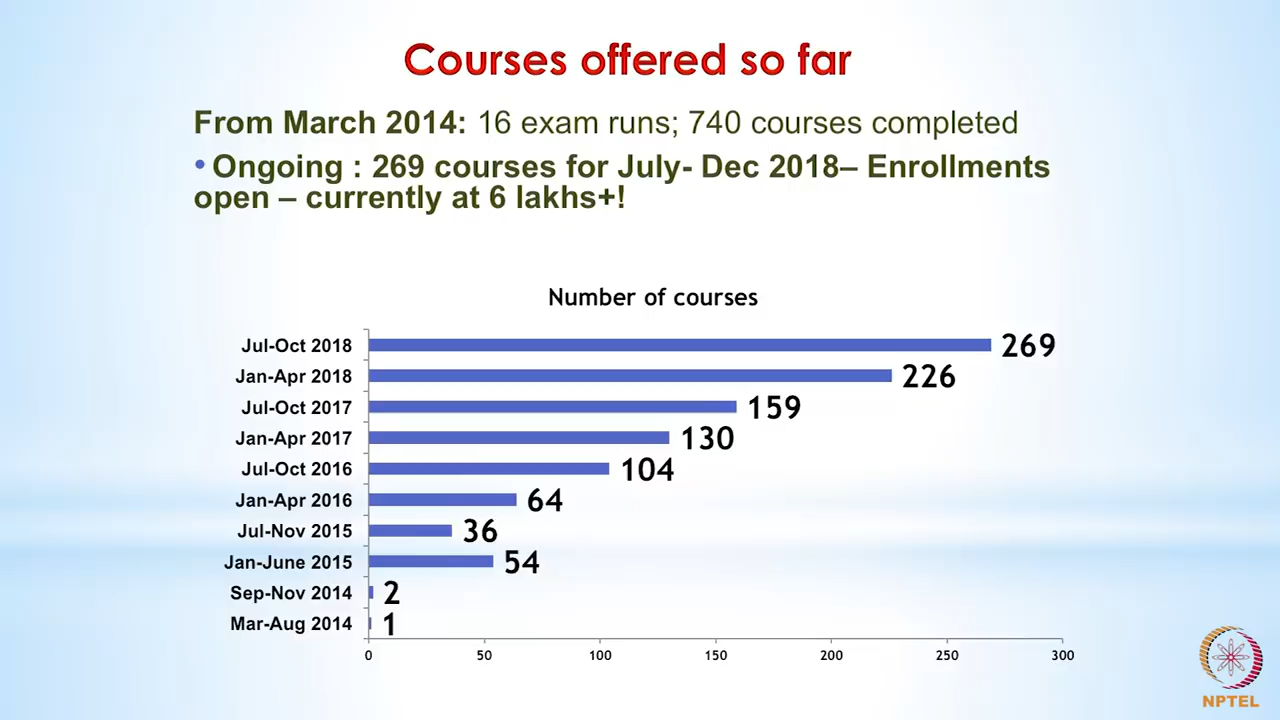 Courses offered so far
From March 2014: 16 exam runs; 740 courses completed
• Ongoing : 269 courses for July- Dec 2018– Enrollments
open – currently at 6 lakhs+!
Number of courses
Jul-Oct 2018 269
Jan-Apr 2018 226
Jul-Oct 2017 159
Jan-Apr 2017 130
Jul-Oct 2016 104
Jan-Apr 2016 64
Jul-Nov 2015 36
Jan-June 2015 54
Sep-Nov 2014 2
Mar-Aug 2014 1
0 50 100 150 200 250 300
NPTEL